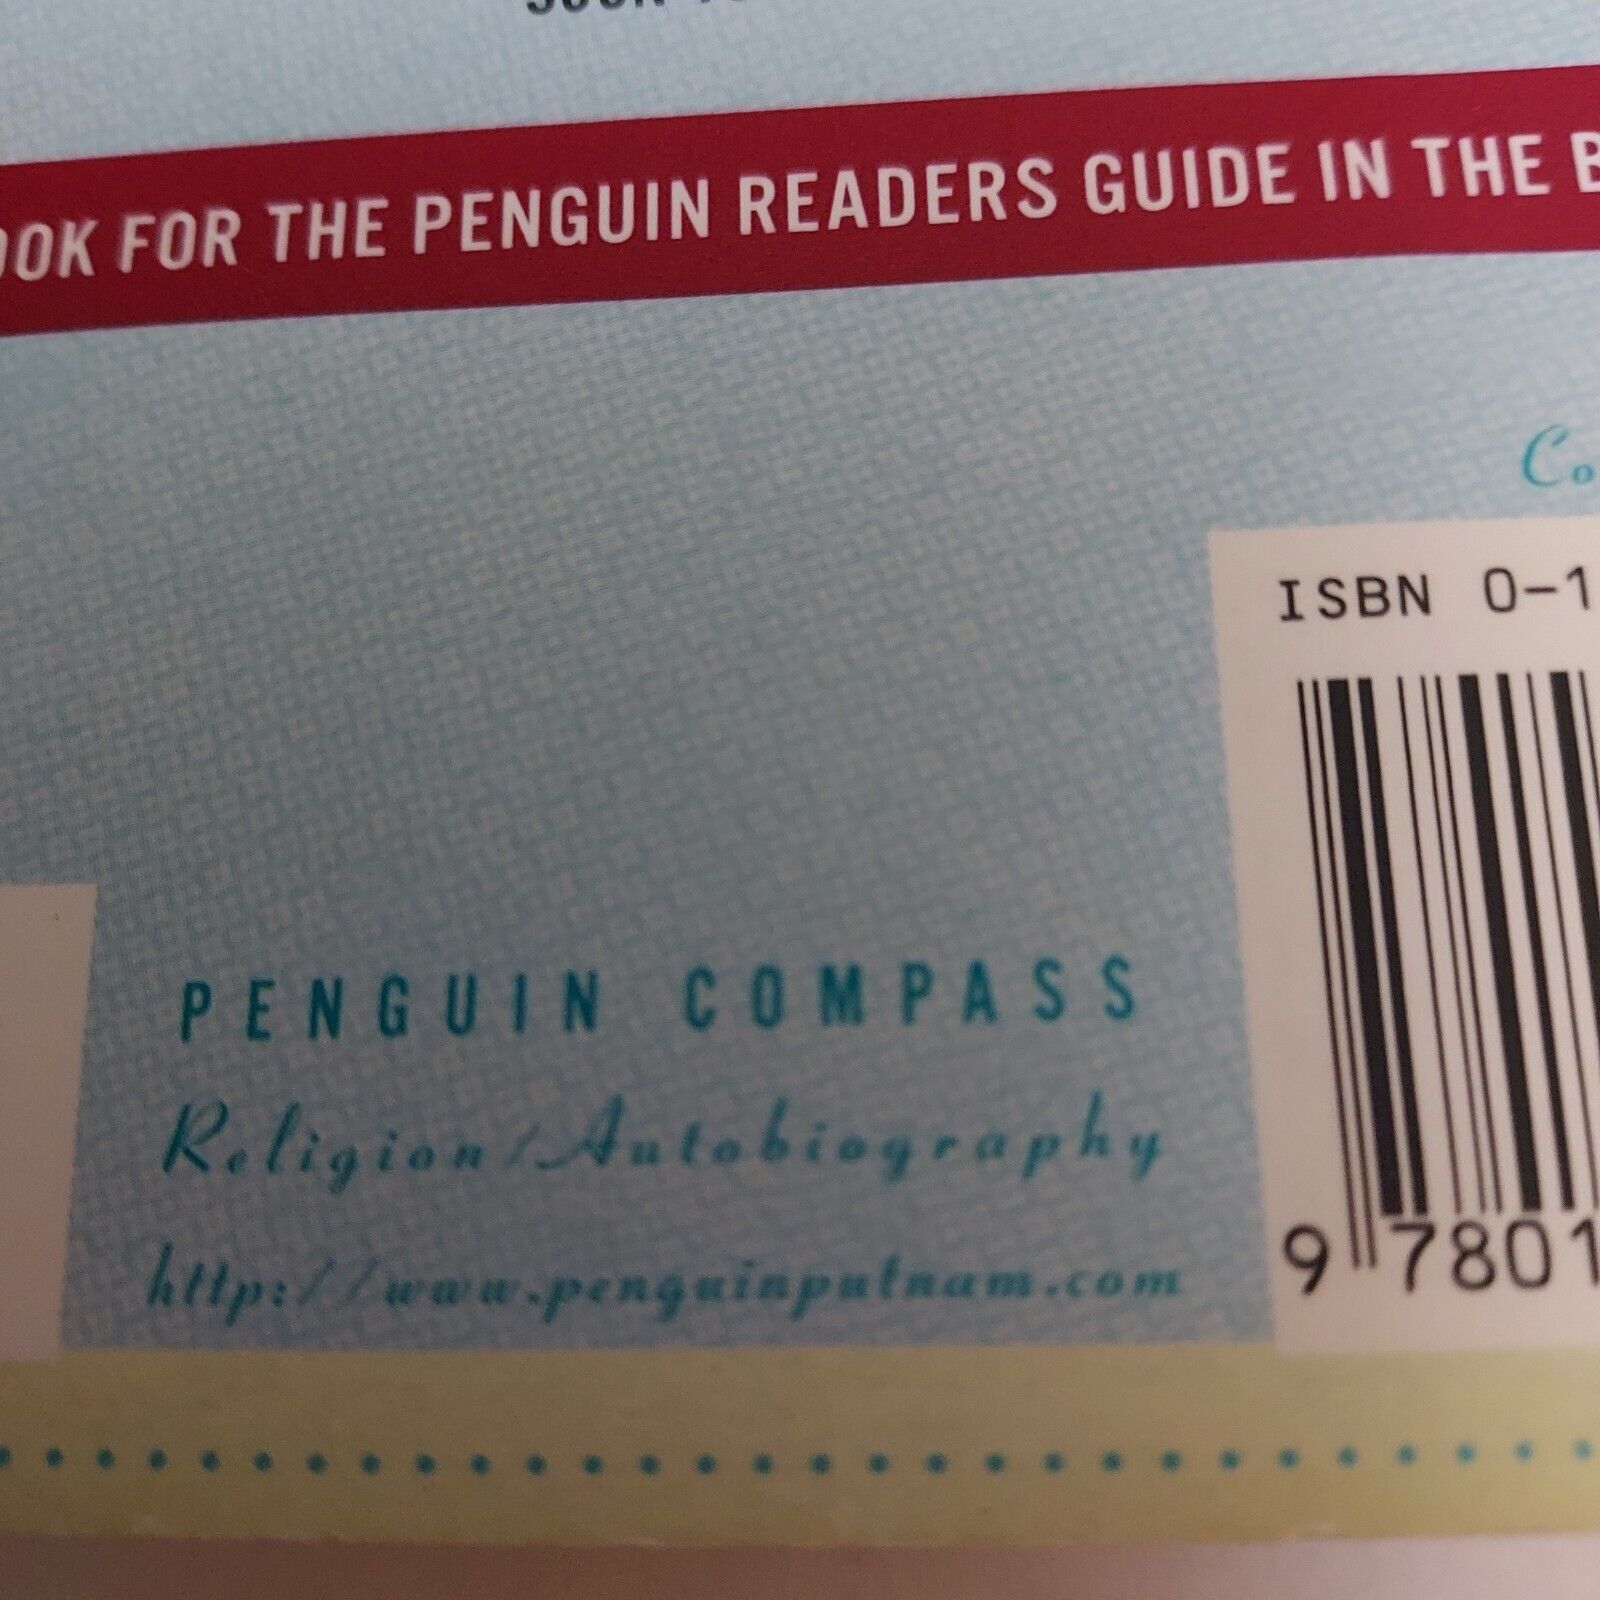 OOK FOR THE PENGUIN READERS GUIDE IN THE B
Co
ISBN 0-1
PENGUIN COMPASS
Religion/Autobiography
http://www.penguinputnam.com
9 7801